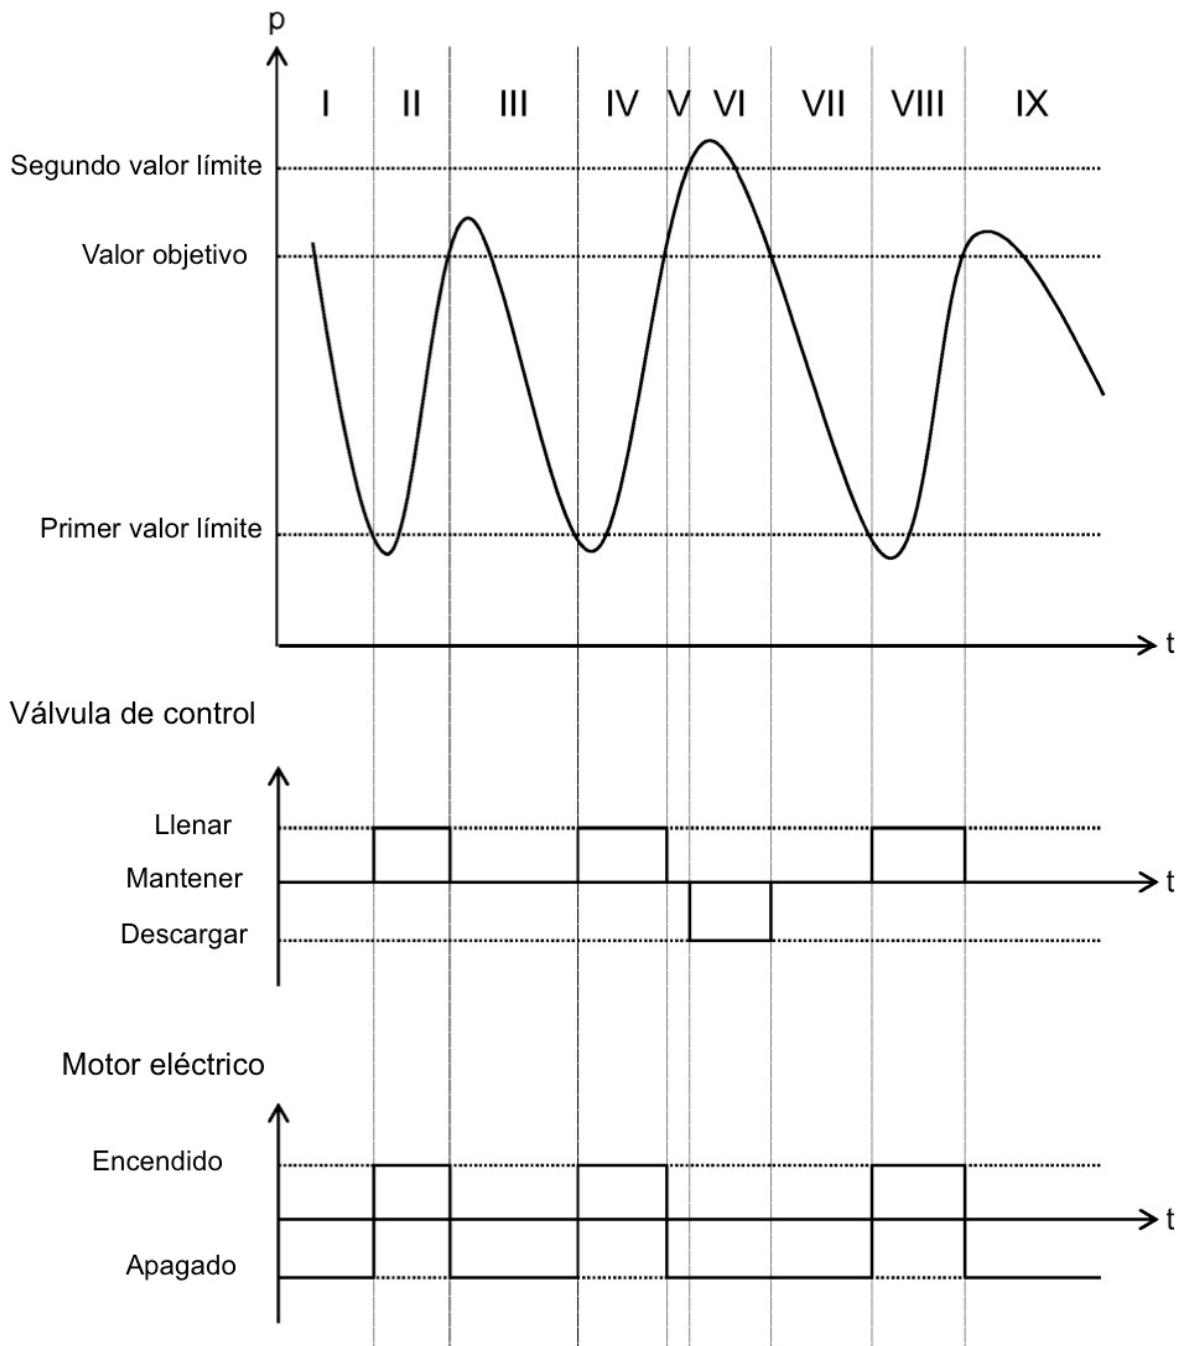 p
I II III IV V VI VII VIII IX
Segundo valor límite
Valor objetivo
Primer valor límite
t
Válvula de control
Llenar
Mantener
t
Descargar
Motor eléctrico
Encendido
t
Apagado